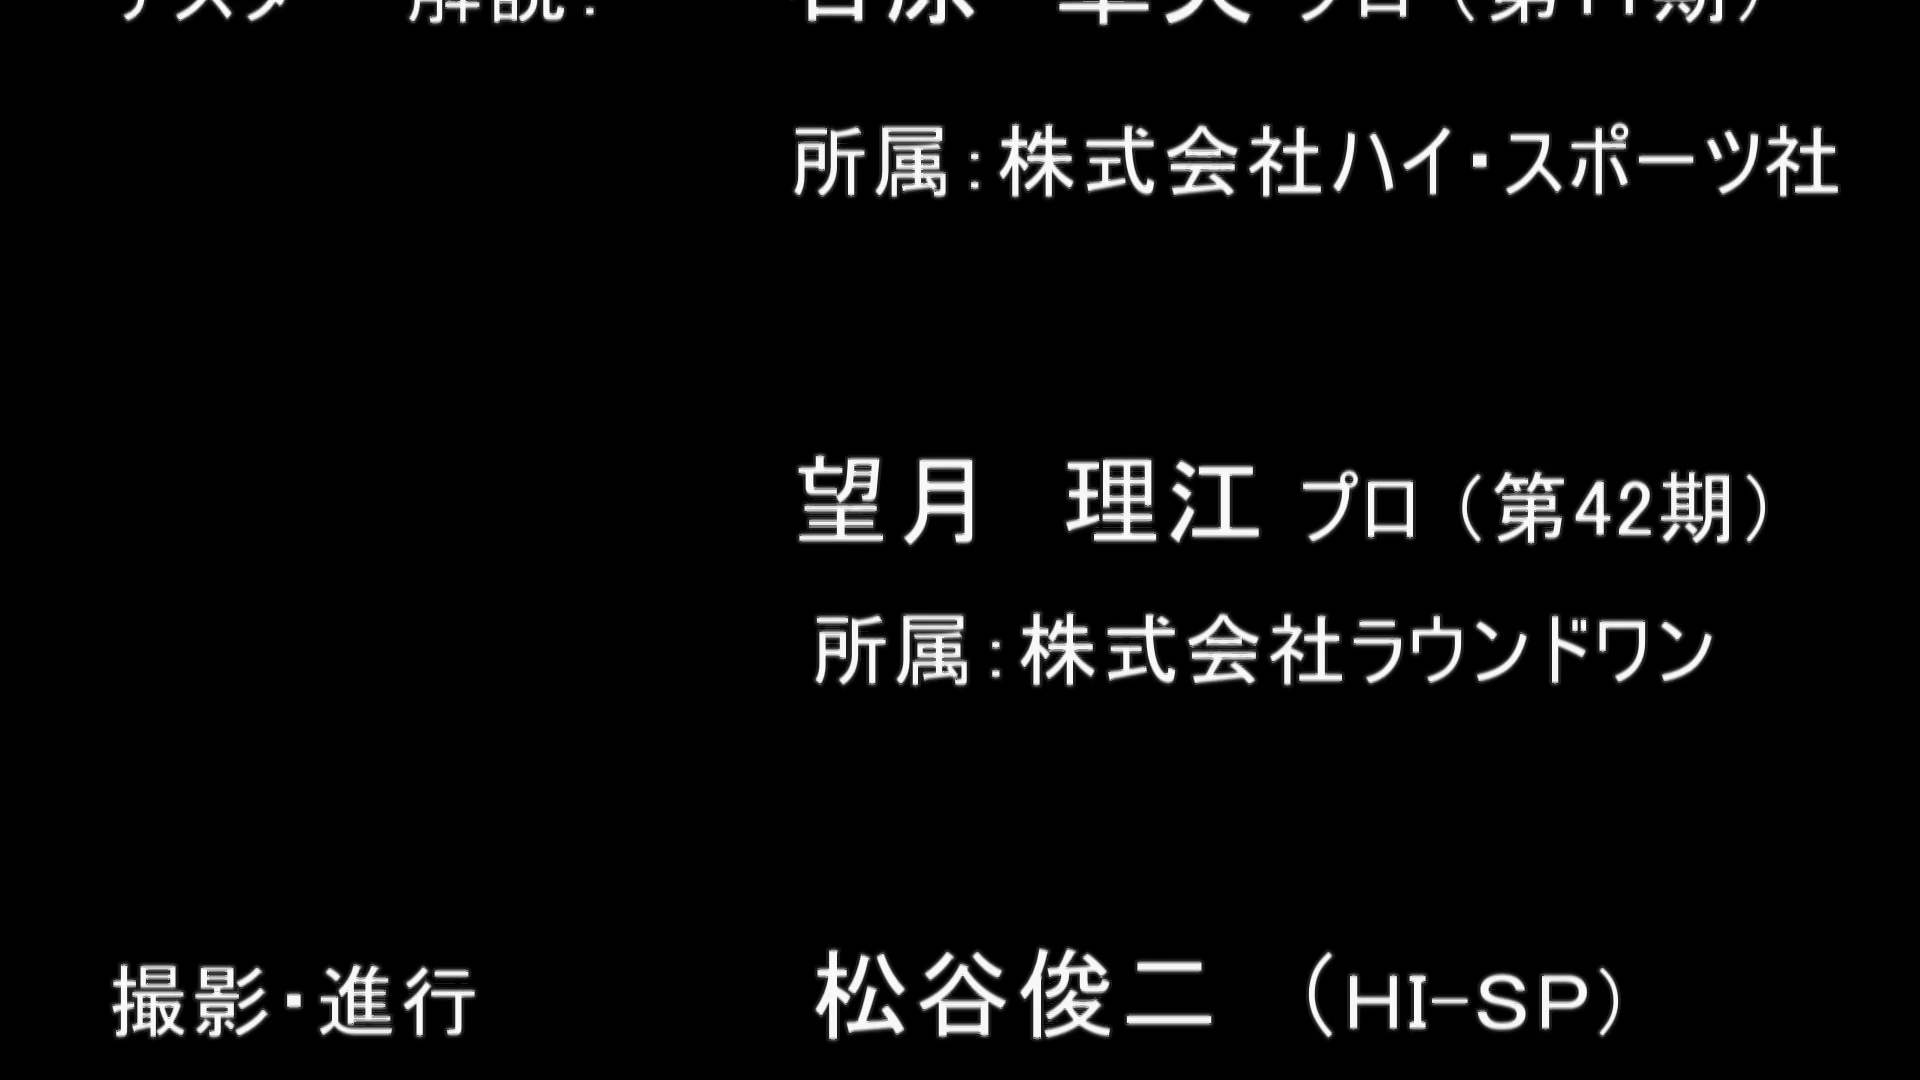 所属:株式会社ハイ・スポーツ社
望月 理江 プロ (第42期)
所属:株式会社ラウンドワン
撮影・進行 松谷俊二 (HI-SP)